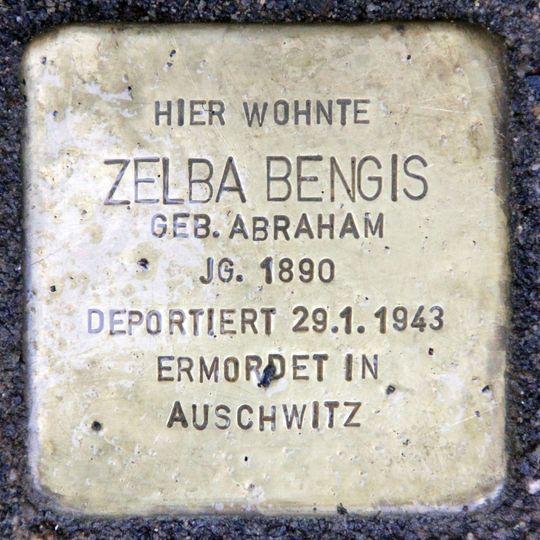 HIER WOHNTE
ZELBA BENGIS
GEB. ABRAHAM
JG. 1890
DEPORTIERT 29.1.1943
ERMORDET IN
AUSCHWITZ